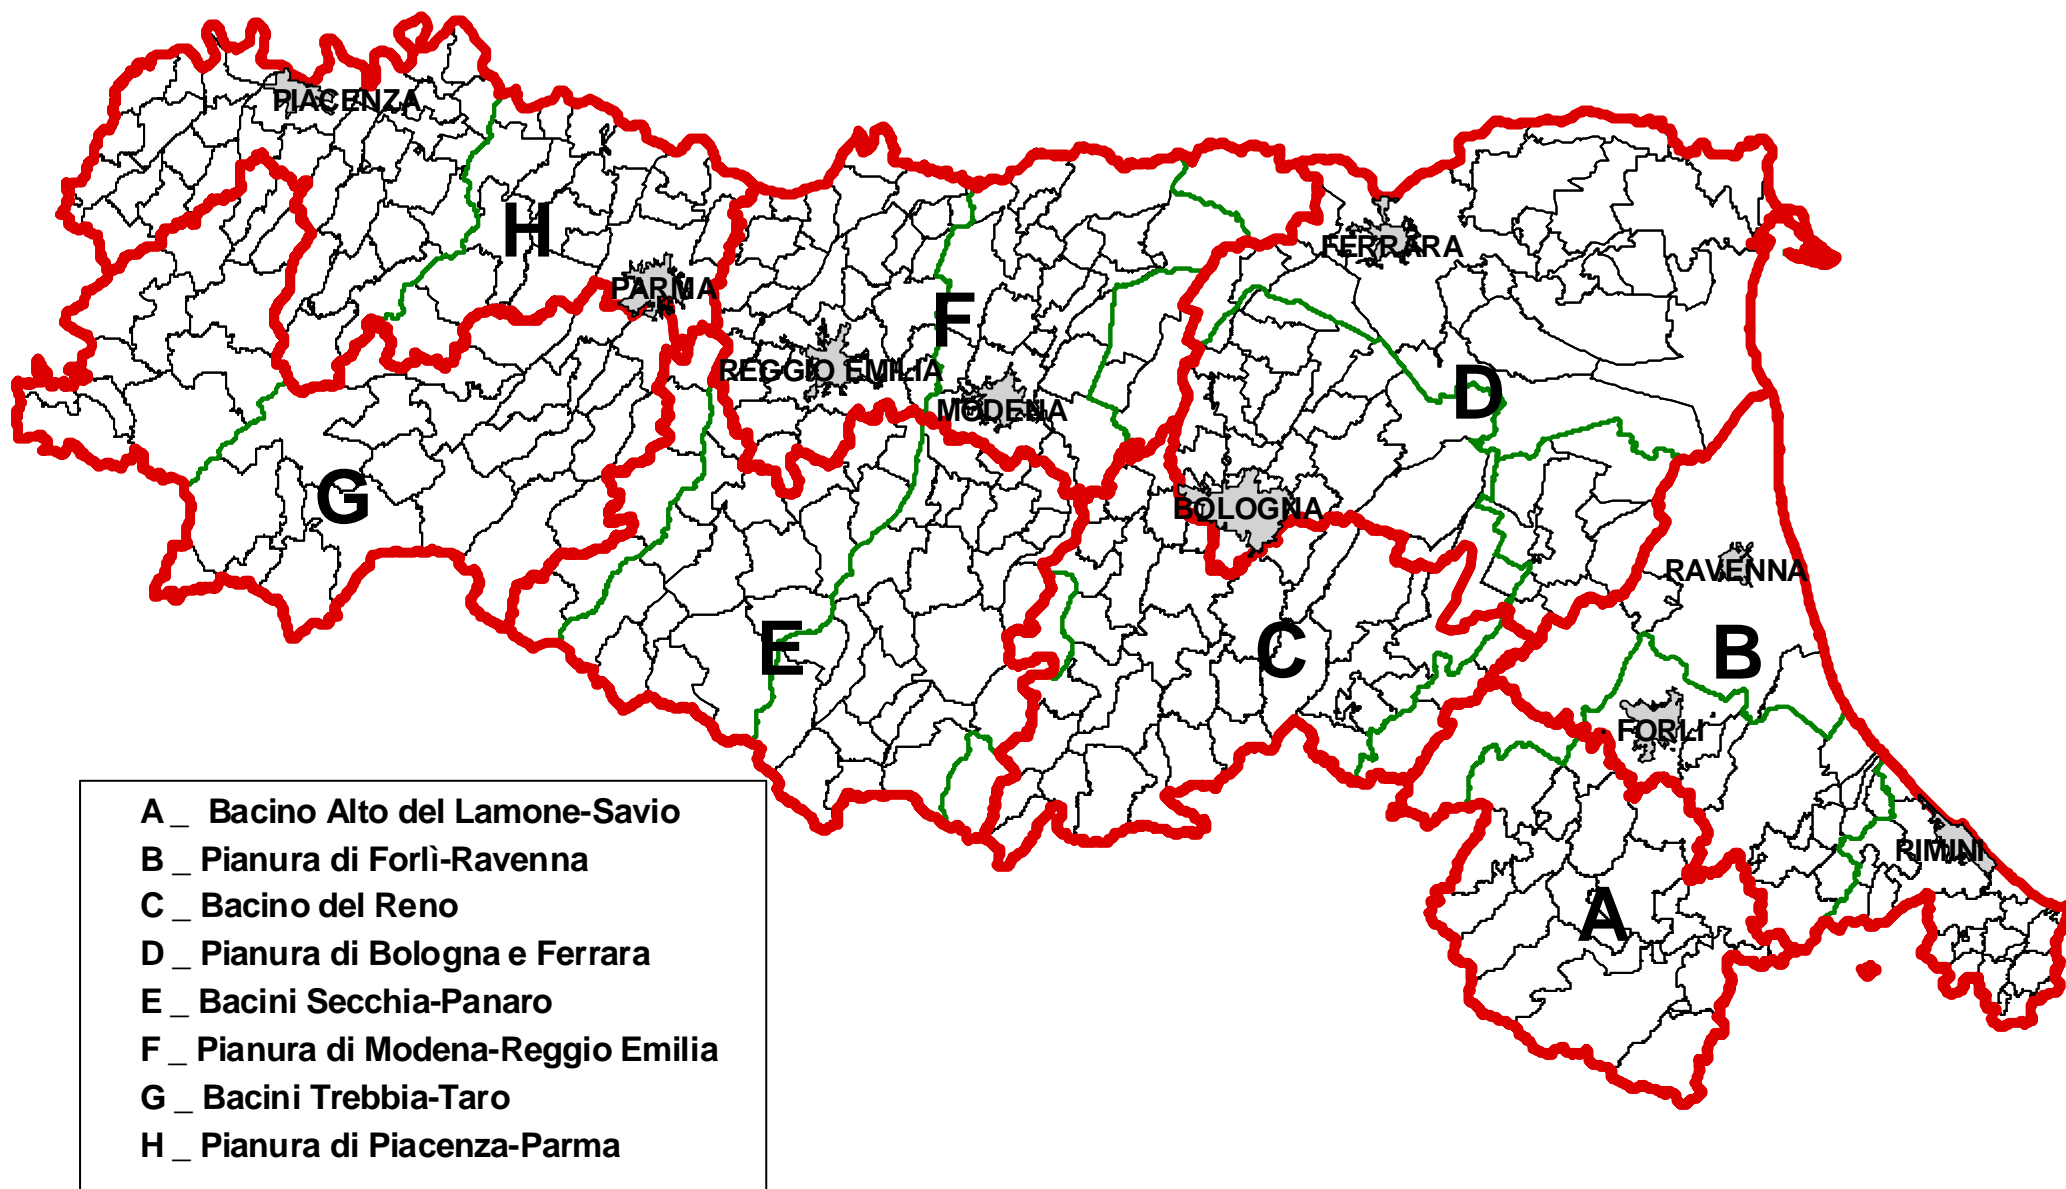 PIACENZA
H
PARMA
FERRARA
F
REGGIO EMILIA
MODENA
D
G
BOLOGNA
RAVENNA
E
C
B
FORLI
RIMINI
A
A _ Bacino Alto del Lamone-Savio
B _ Pianura di Forlì-Ravenna
C _ Bacino del Reno
D _ Pianura di Bologna e Ferrara
E _ Bacini Secchia-Panaro
F _ Pianura di Modena-Reggio Emilia
G _ Bacini Trebbia-Taro
H _ Pianura di Piacenza-Parma